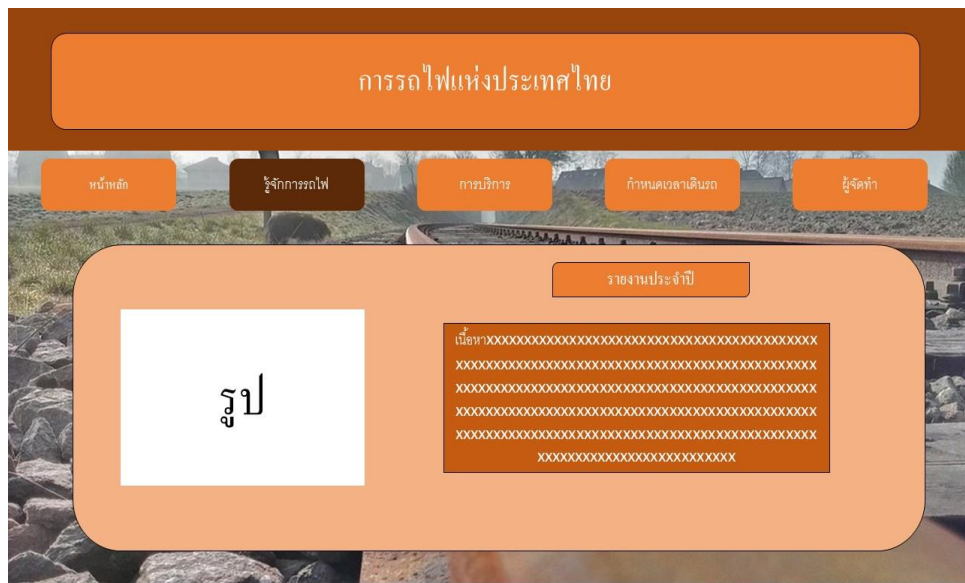 การรถไฟแห่งประเทศไทย
หน้าหลัก
รู้จักการรถไฟ
การบริการ
กำหนดเวลาเดินรถ
ผู้จัดทำ
รายงานประจำปี
รูป
เนื้อหาxxxxxxxxxxxxxxxxxxxxxxxxxxxxxxxxxxxxxxxxxxxx
xxxxxxxxxxxxxxxxxxxxxxxxxxxxxxxxxxxxxxxxxxxxxxxx
xxxxxxxxxxxxxxxxxxxxxxxxxxxxxxxxxxxxxxxxxxxxxxxx
xxxxxxxxxxxxxxxxxxxxxxxxxxxxxxxxxxxxxxxxxxxxxxxx
xxxxxxxxxxxxxxxxxxxxxxxxxxxxxxxxxxxxxxxxxxxxxxxx
xxxxxxxxxxxxxxxxxxxxxxxxxx